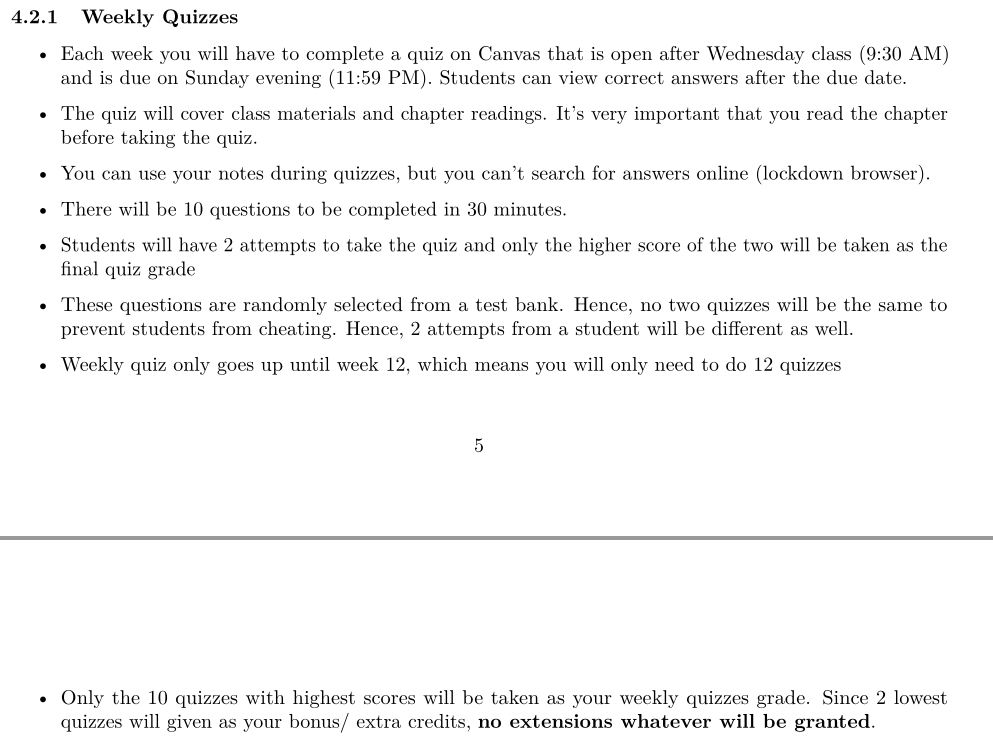 4.2.1 Weekly Quizzes
• Each week you will have to complete a quiz on Canvas that is open after Wednesday class (9:30 AM)
and is due on Sunday evening (11:59 PM). Students can view correct answers after the due date.
• The quiz will cover class materials and chapter readings. It's very important that you read the chapter
before taking the quiz.
• You can use your notes during quizzes, but you can't search for answers online (lockdown browser).
• There will be 10 questions to be completed in 30 minutes.
• Students will have 2 attempts to take the quiz and only the higher score of the two will be taken as the
final quiz grade
• These questions are randomly selected from a test bank. Hence, no two quizzes will be the same to
prevent students from cheating. Hence, 2 attempts from a student will be different as well.
• Weekly quiz only goes up until week 12, which means you will only need to do 12 quizzes
5
• Only the 10 quizzes with highest scores will be taken as your weekly quizzes grade. Since 2 lowest
quizzes will given as your bonus/ extra credits, no extensions whatever will be granted.